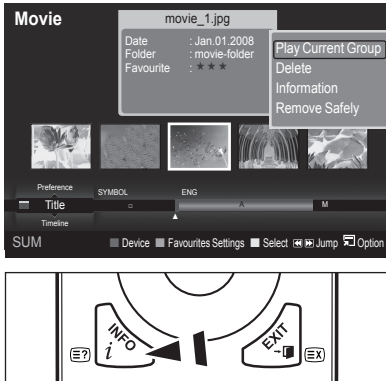 Movie
movie_1.jpg
Date : Jan.01.2008
Folder : movie-folder
Favourite : ★ ★ ★
Play Current Group
Delete
Information
Remove Safely
Preference
SYMBOL
ENG
Title
A
M
Timeline
SUM
Device
Favourites Settings
Select
Jump
Option
INFO
i
EXIT